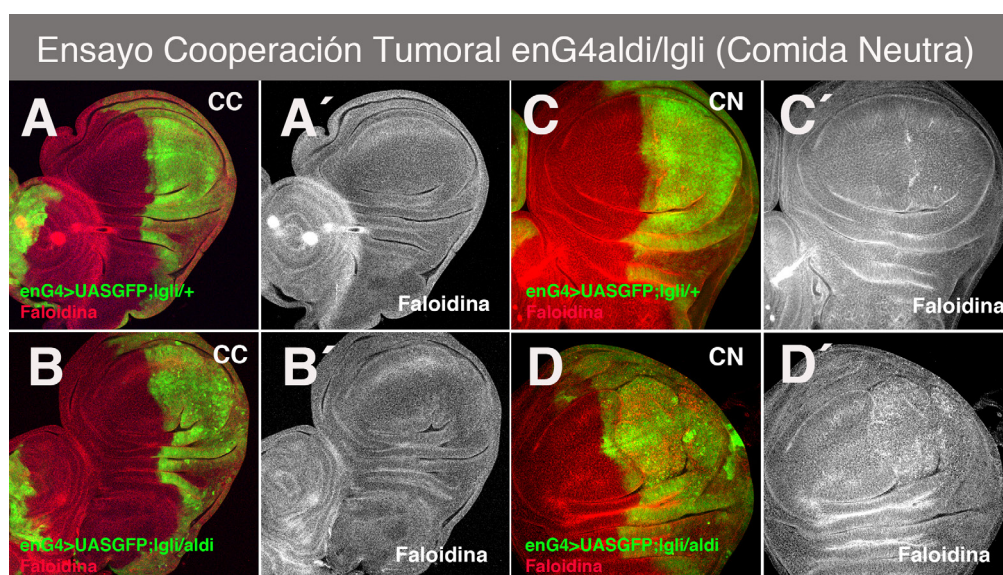 Ensayo Cooperación Tumoral enG4aldi/lgli (Comida Neutra)
A
CC
enG4>UASGFP;lgli/+
Faloidina
A´
Faloidina
C
CN
enG4>UASGFP;lgli/+
Faloidina
C´
Faloidina
B
CC
enG4>UASGFP;lgli/aldi
Faloidina
B´
Faloidina
D
CN
enG4>UASGFP;lgli/aldi
Faloidina
D´
Faloidina